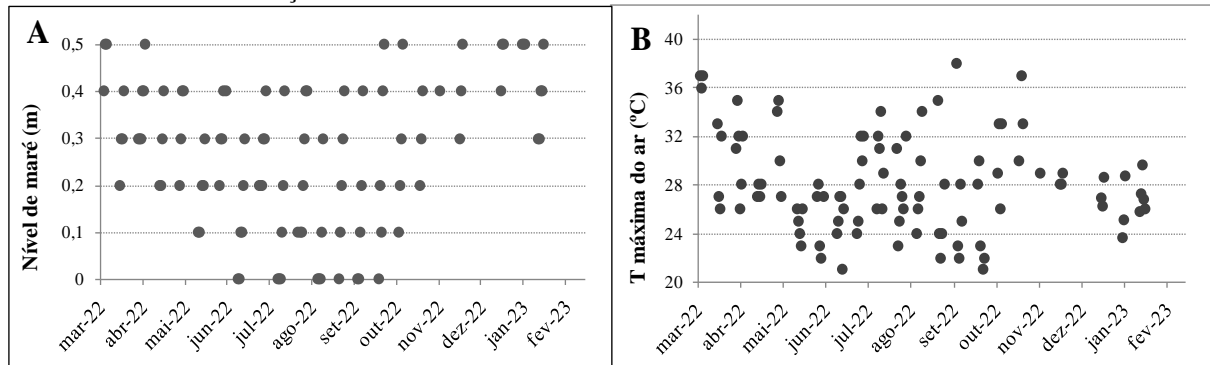 A
Nível de maré (m)
0,5
0,4
0,3
0,2
0,1
0
mar-22
abr-22
mai-22
jun-22
jul-22
ago-22
set-22
out-22
nov-22
dez-22
jan-23
fev-23
B
T máxima do ar (ºC)
40
36
32
28
24
20
mar-22
abr-22
mai-22
jun-22
jul-22
ago-22
set-22
out-22
nov-22
dez-22
jan-23
fev-23